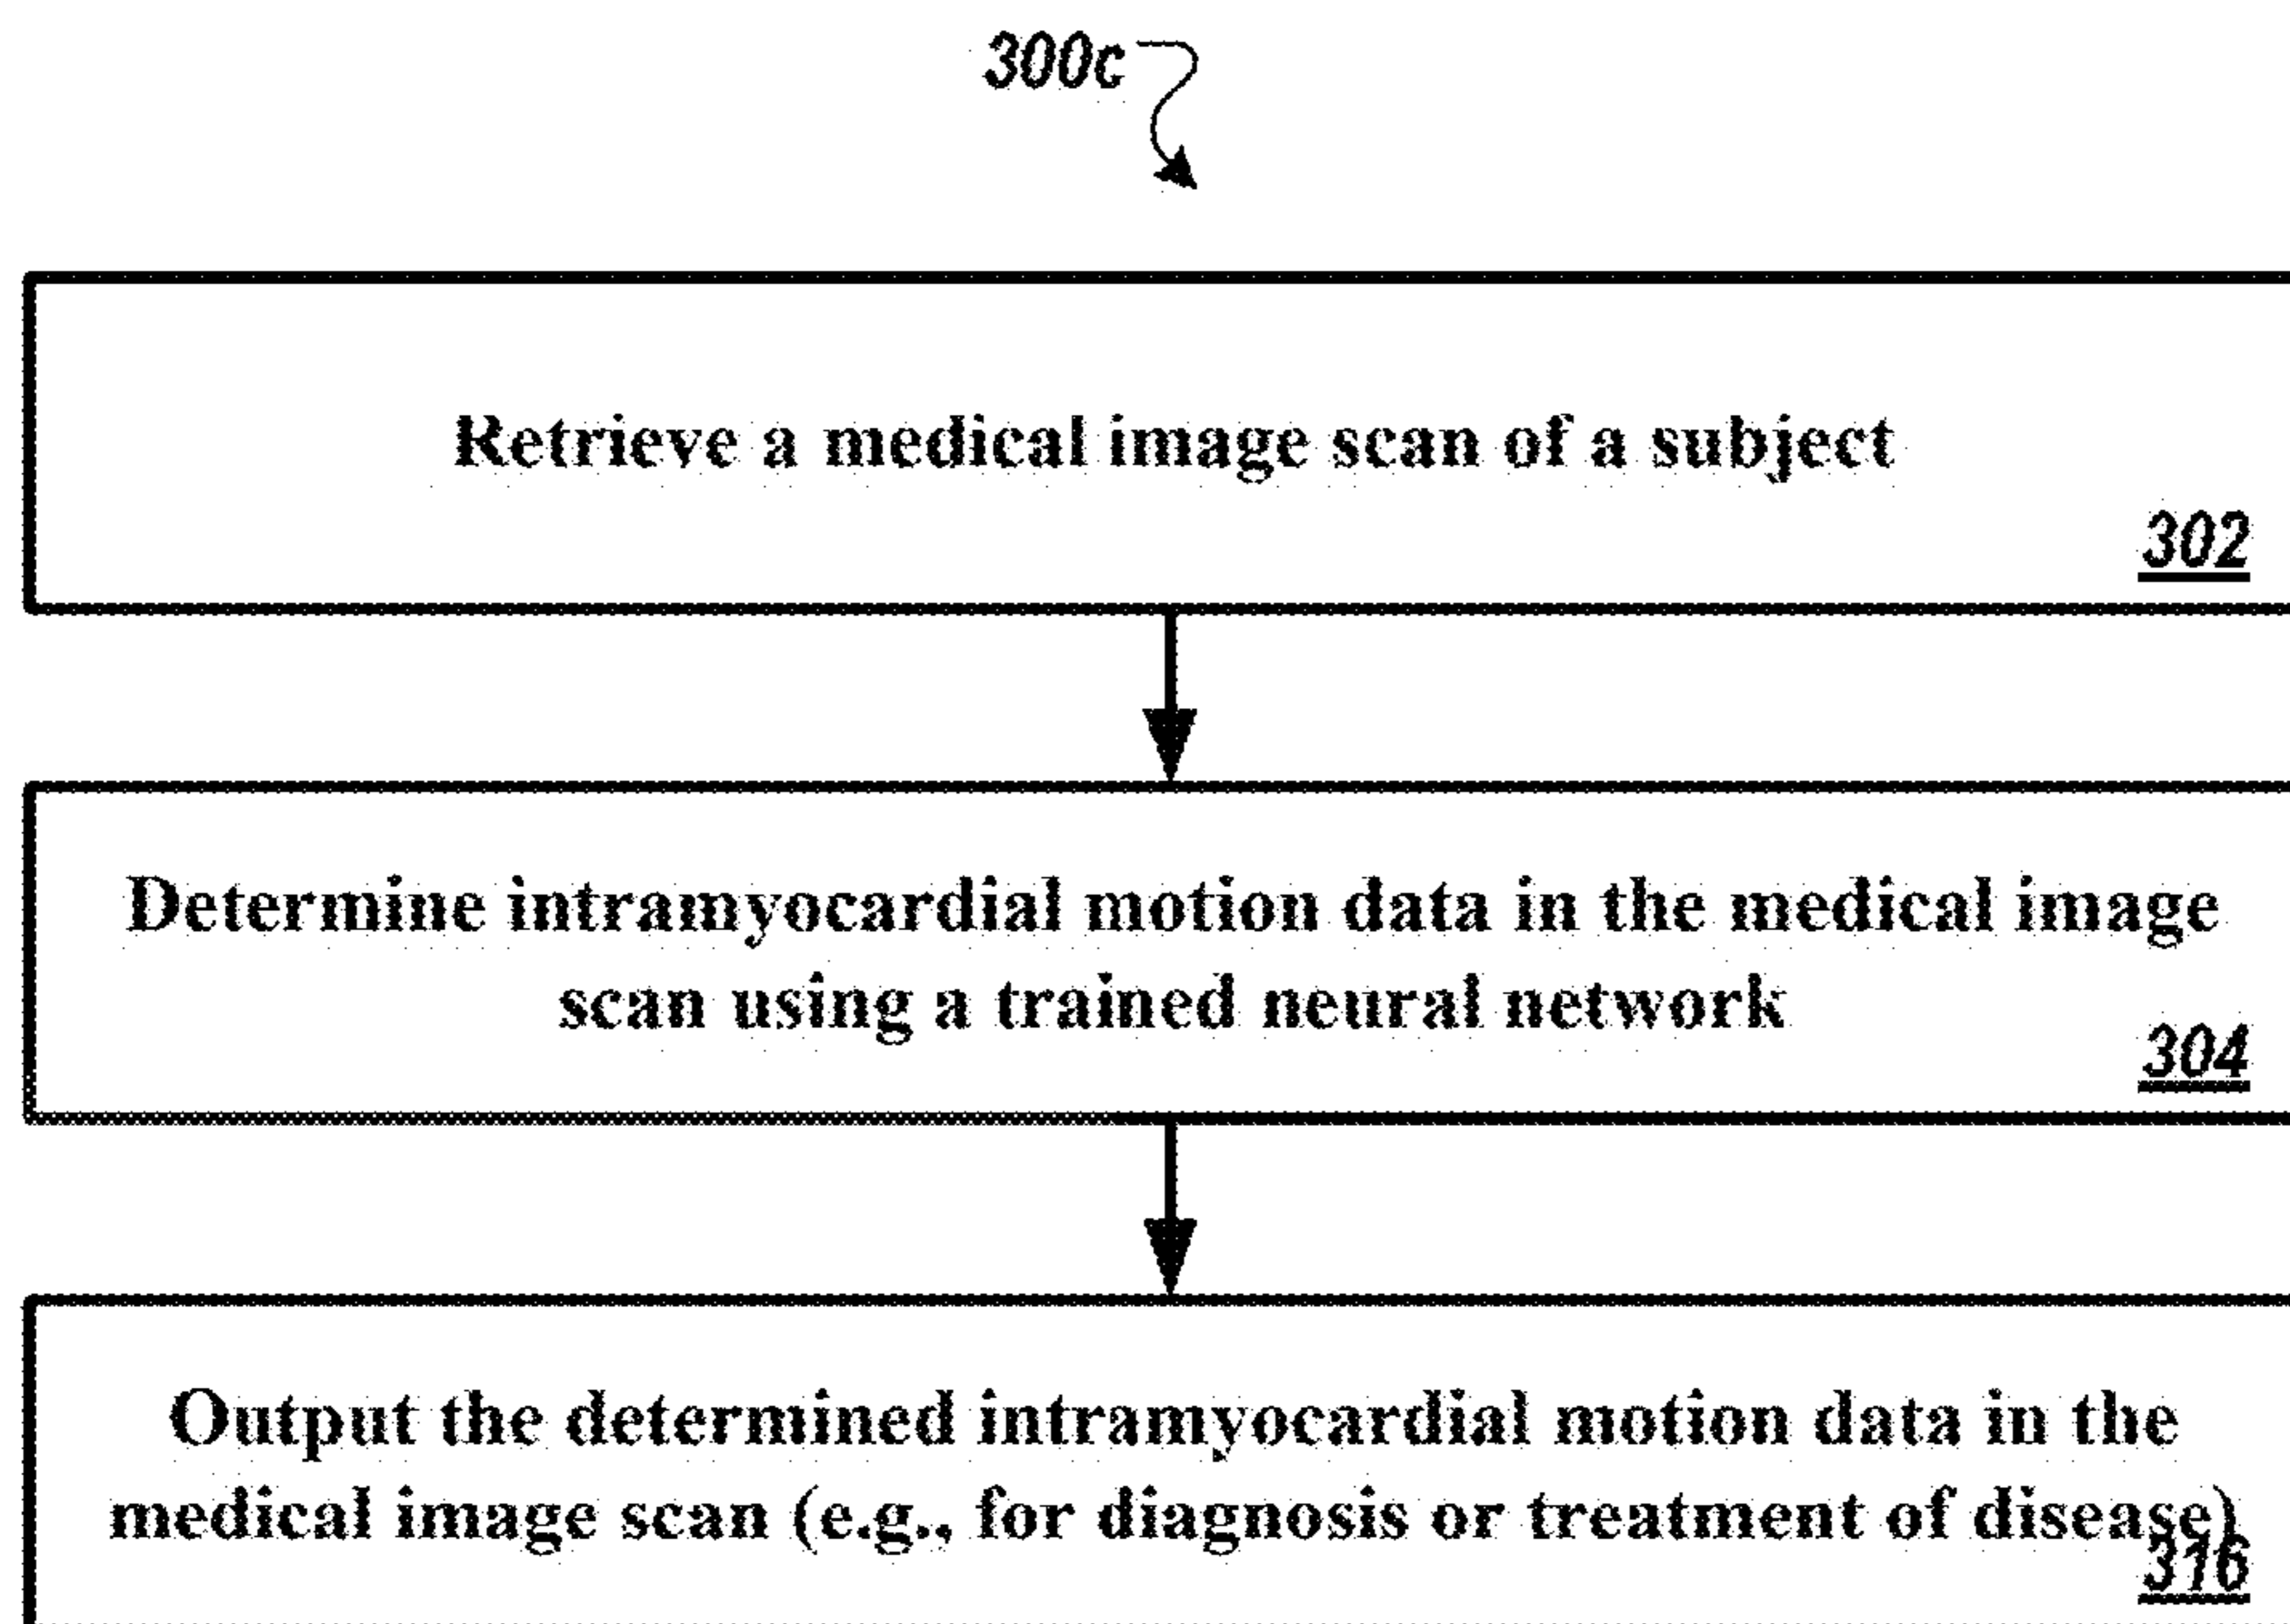 300c
Retrieve a medical image scan of a subject
302
Determine intramyocardial motion data in the medical image
scan using a trained neural network
304
Output the determined intramyocardial motion data in the
medical image scan (e.g., for diagnosis or treatment of disease)
316